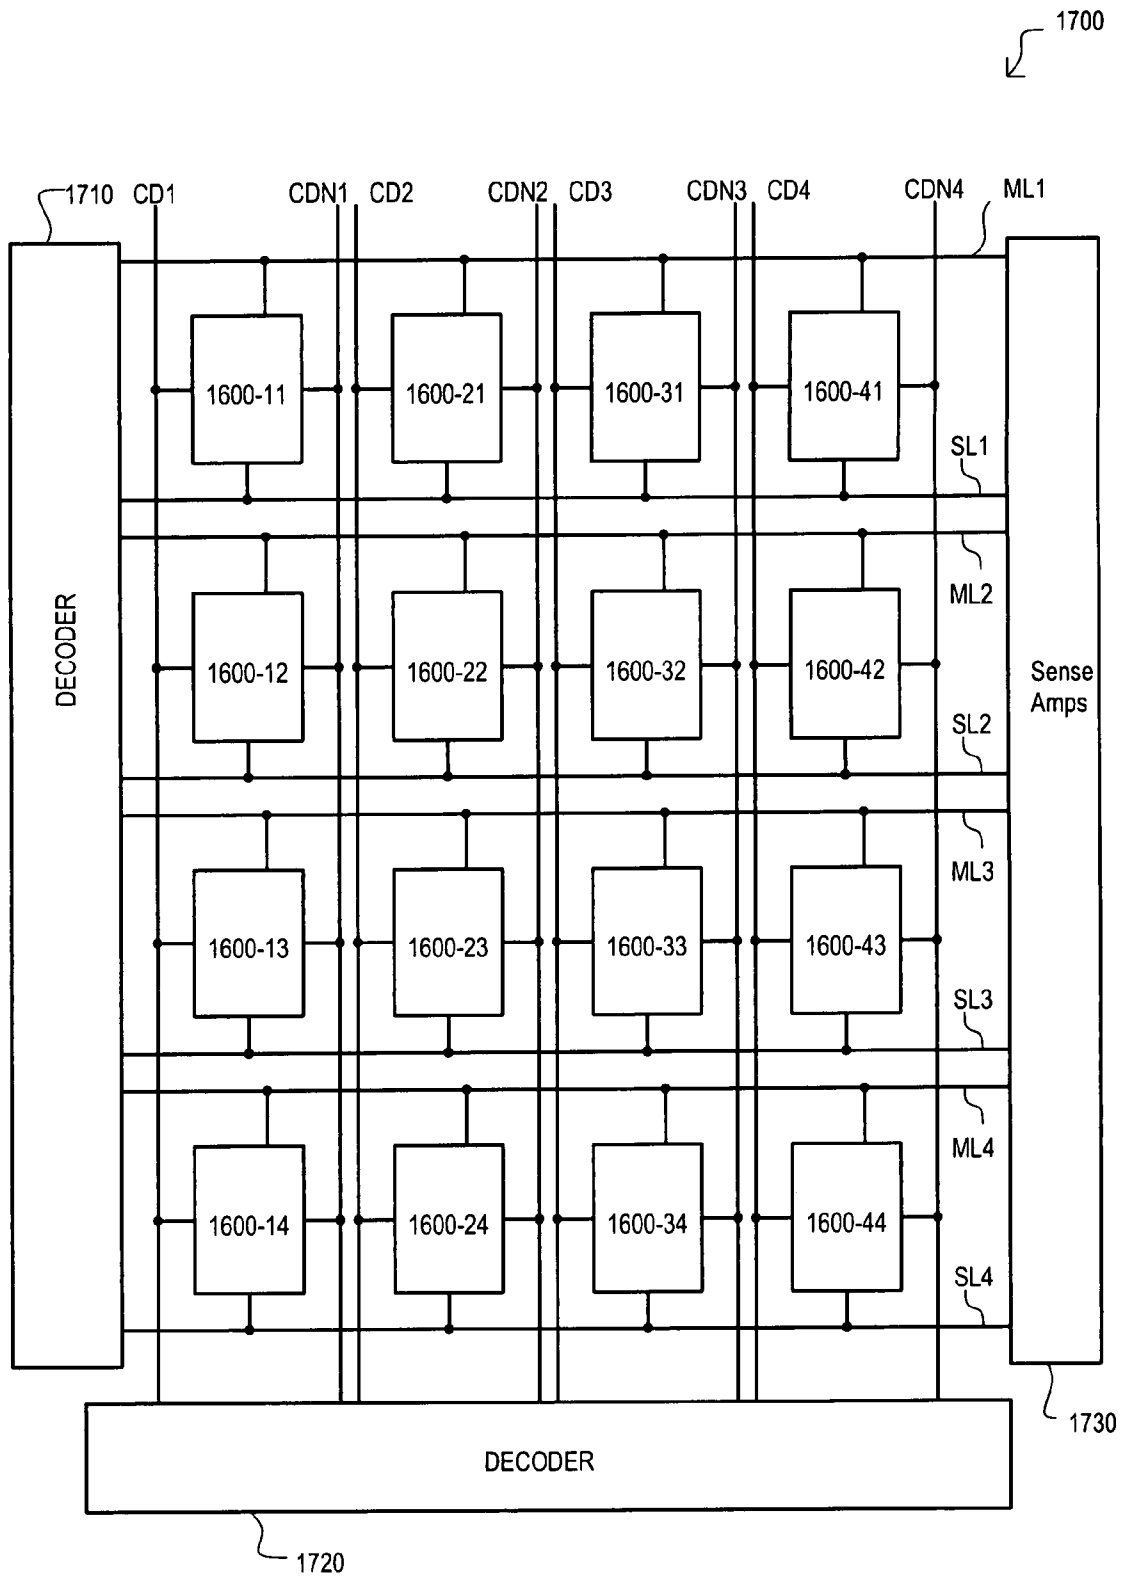 1700
1710 CD1 CDN1 CD2 CDN2 CD3 CDN3 CD4 CDN4 ML1
1600-11 1600-21 1600-31 1600-41
SL1
ML2
DECODER
1600-12 1600-22 1600-32 1600-42
Sense
Amps
SL2
ML3
1600-13 1600-23 1600-33 1600-43
SL3
ML4
1600-14 1600-24 1600-34 1600-44
SL4
1730
DECODER
1720